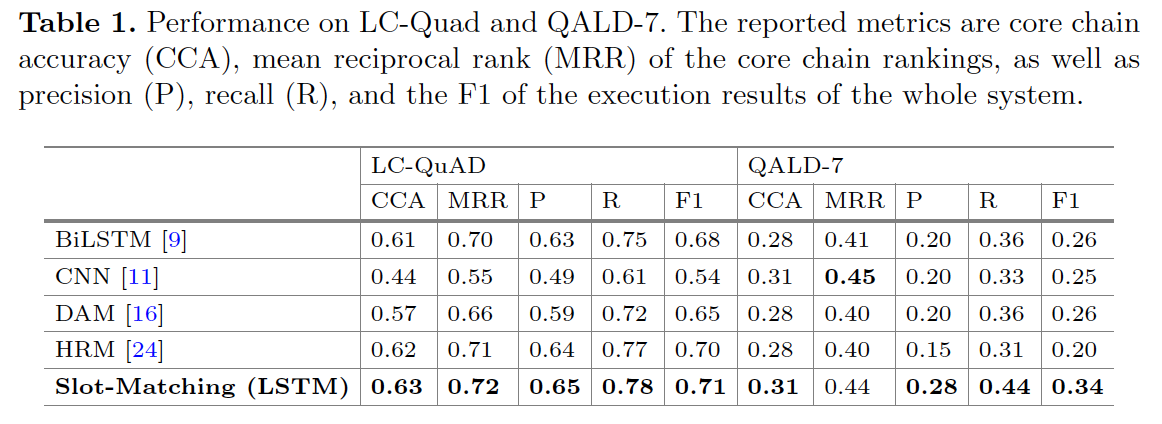 Table 1. Performance on LC-Quad and QALD-7. The reported metrics are core chain
accuracy (CCA), mean reciprocal rank (MRR) of the core chain rankings, as well as
precision (P), recall (R), and the F1 of the execution results of the whole system.
LC-QuAD QALD-7
CCA MRR P R F1 CCA MRR P R F1
BiLSTM [9] 0.61 0.70 0.63 0.75 0.68 0.28 0.41 0.20 0.36 0.26
CNN [11] 0.44 0.55 0.49 0.61 0.54 0.31 0.45 0.20 0.33 0.25
DAM [16] 0.57 0.66 0.59 0.72 0.65 0.28 0.40 0.20 0.36 0.26
HRM [24] 0.62 0.71 0.64 0.77 0.70 0.28 0.40 0.15 0.31 0.20
Slot-Matching (LSTM) 0.63 0.72 0.65 0.78 0.71 0.31 0.44 0.28 0.44 0.34